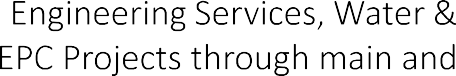 Engineering Services, Water &
EPC Projects through main and